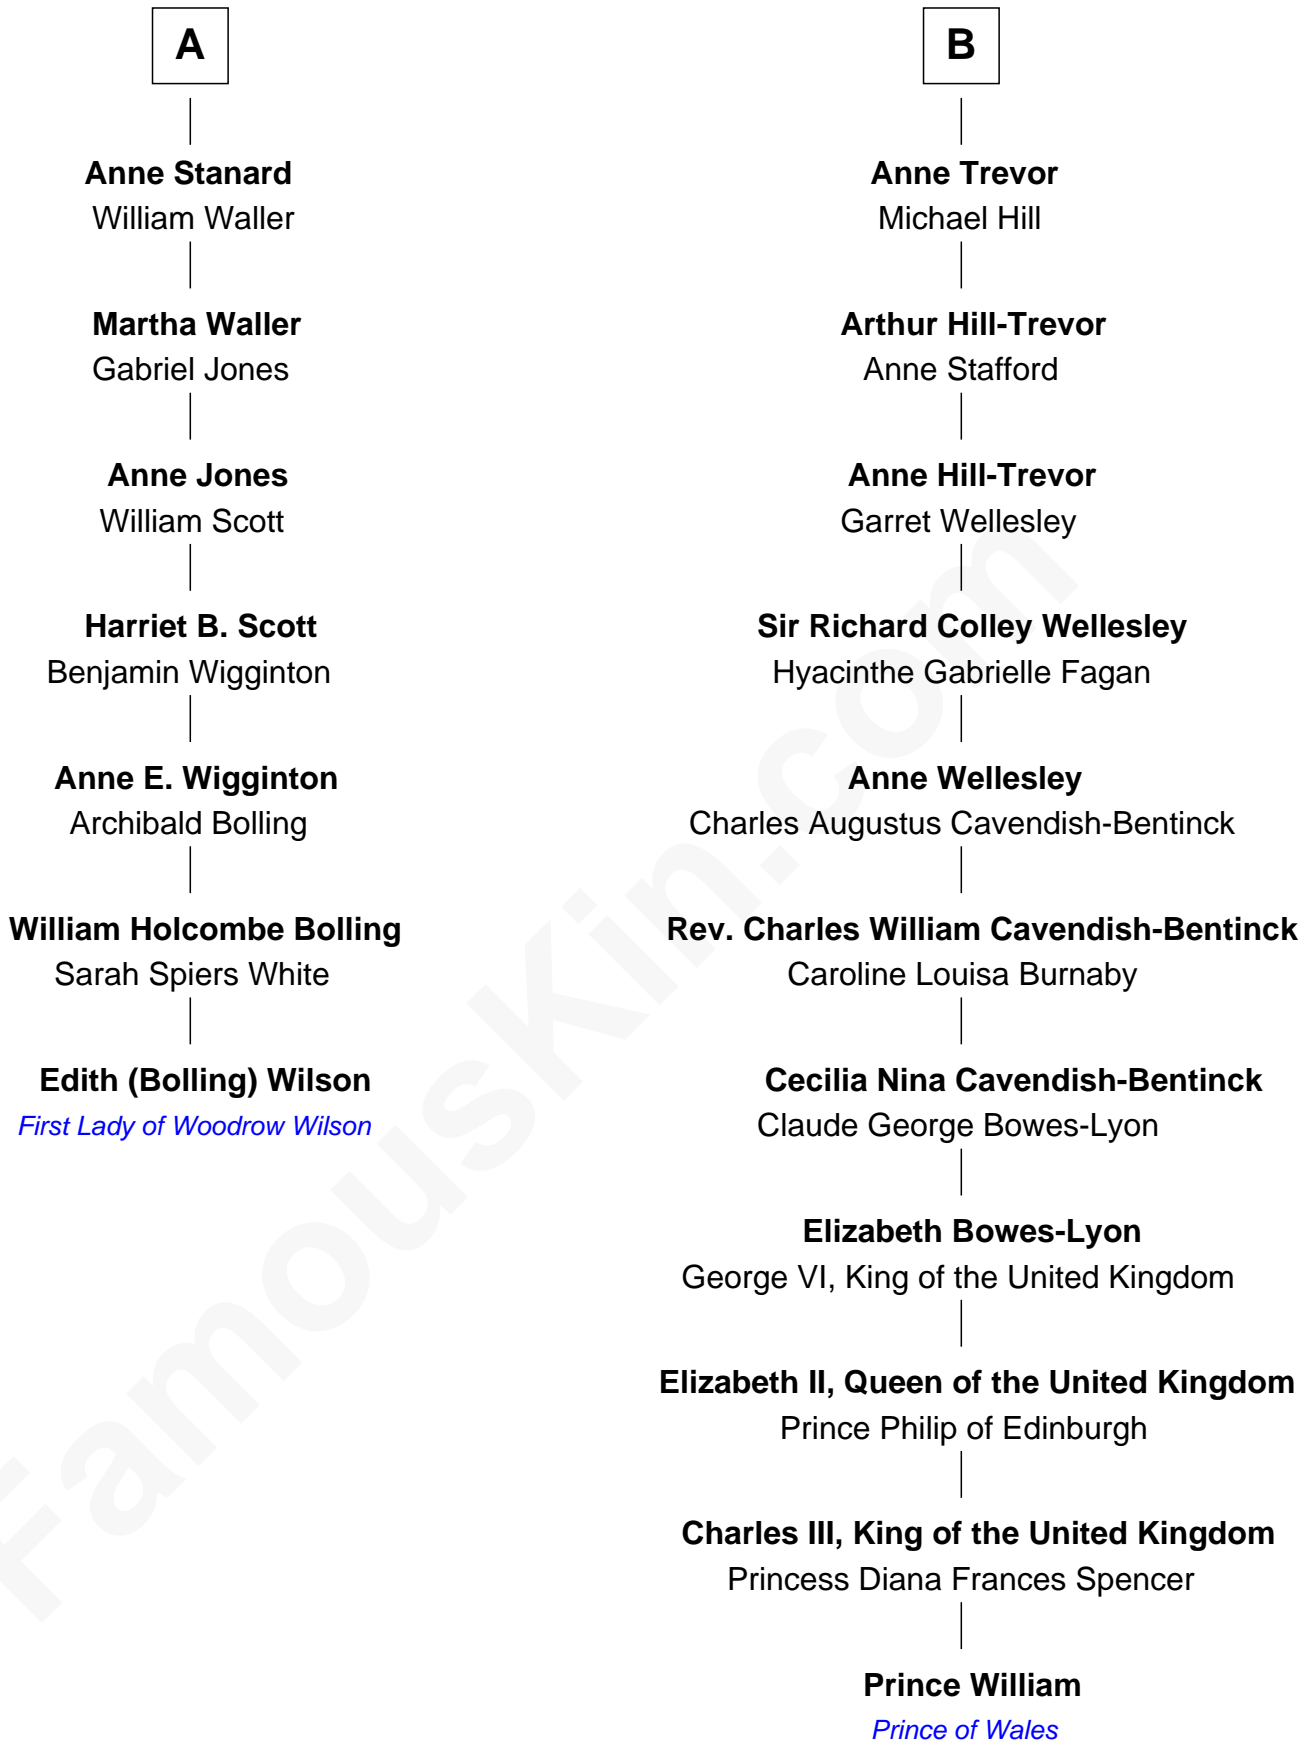 A
Anne Stanard
William Waller
Martha Waller
Gabriel Jones
Anne Jones
William Scott
Harriet B. Scott
Benjamin Wigginton
Anne E. Wigginton
Archibald Bolling
William Holcombe Bolling
Sarah Spiers White
Edith (Bolling) Wilson
First Lady of Woodrow Wilson
B
Anne Trevor
Michael Hill
Arthur Hill-Trevor
Anne Stafford
Anne Hill-Trevor
Garret Wellesley
Sir Richard Colley Wellesley
Hyacinthe Gabrielle Fagan
Anne Wellesley
Charles Augustus Cavendish-Bentinck
Rev. Charles William Cavendish-Bentinck
Caroline Louisa Burnaby
Cecilia Nina Cavendish-Bentinck
Claude George Bowes-Lyon
Elizabeth Bowes-Lyon
George VI, King of the United Kingdom
Elizabeth II, Queen of the United Kingdom
Prince Philip of Edinburgh
Charles III, King of the United Kingdom
Princess Diana Frances Spencer
Prince William
Prince of Wales
FamousKin.com